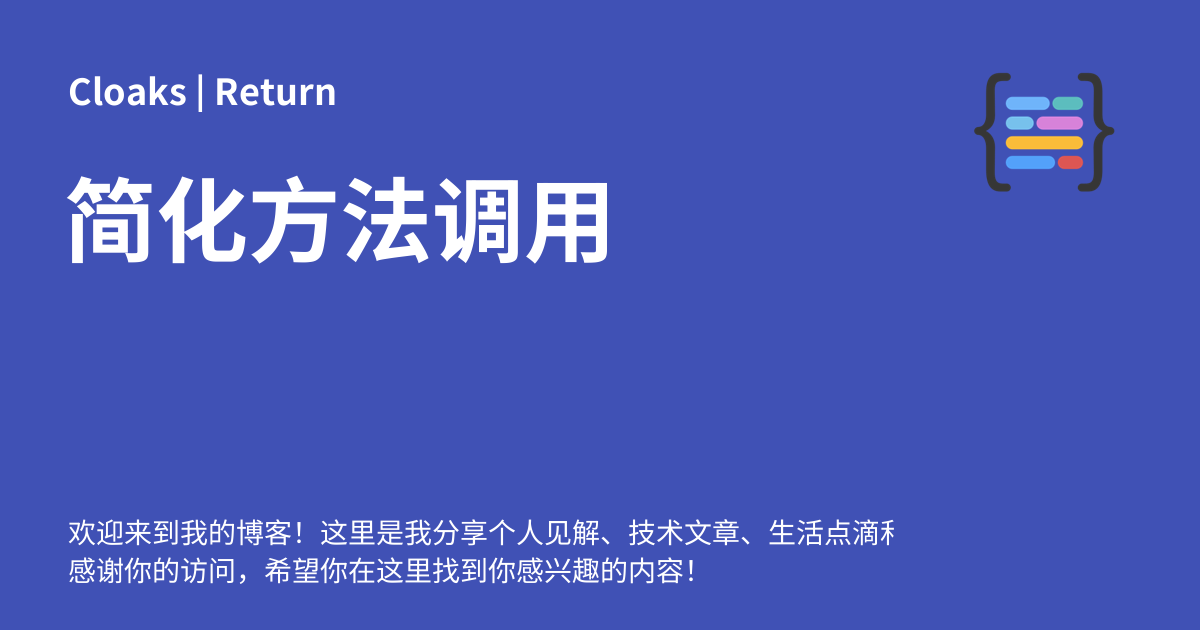 Cloaks | Return
简化方法调用
欢迎来到我的博客！这里是我分享个人见解、技术文章、生活点滴
感谢你的访问，希望你在这里找到你感兴趣的内容！